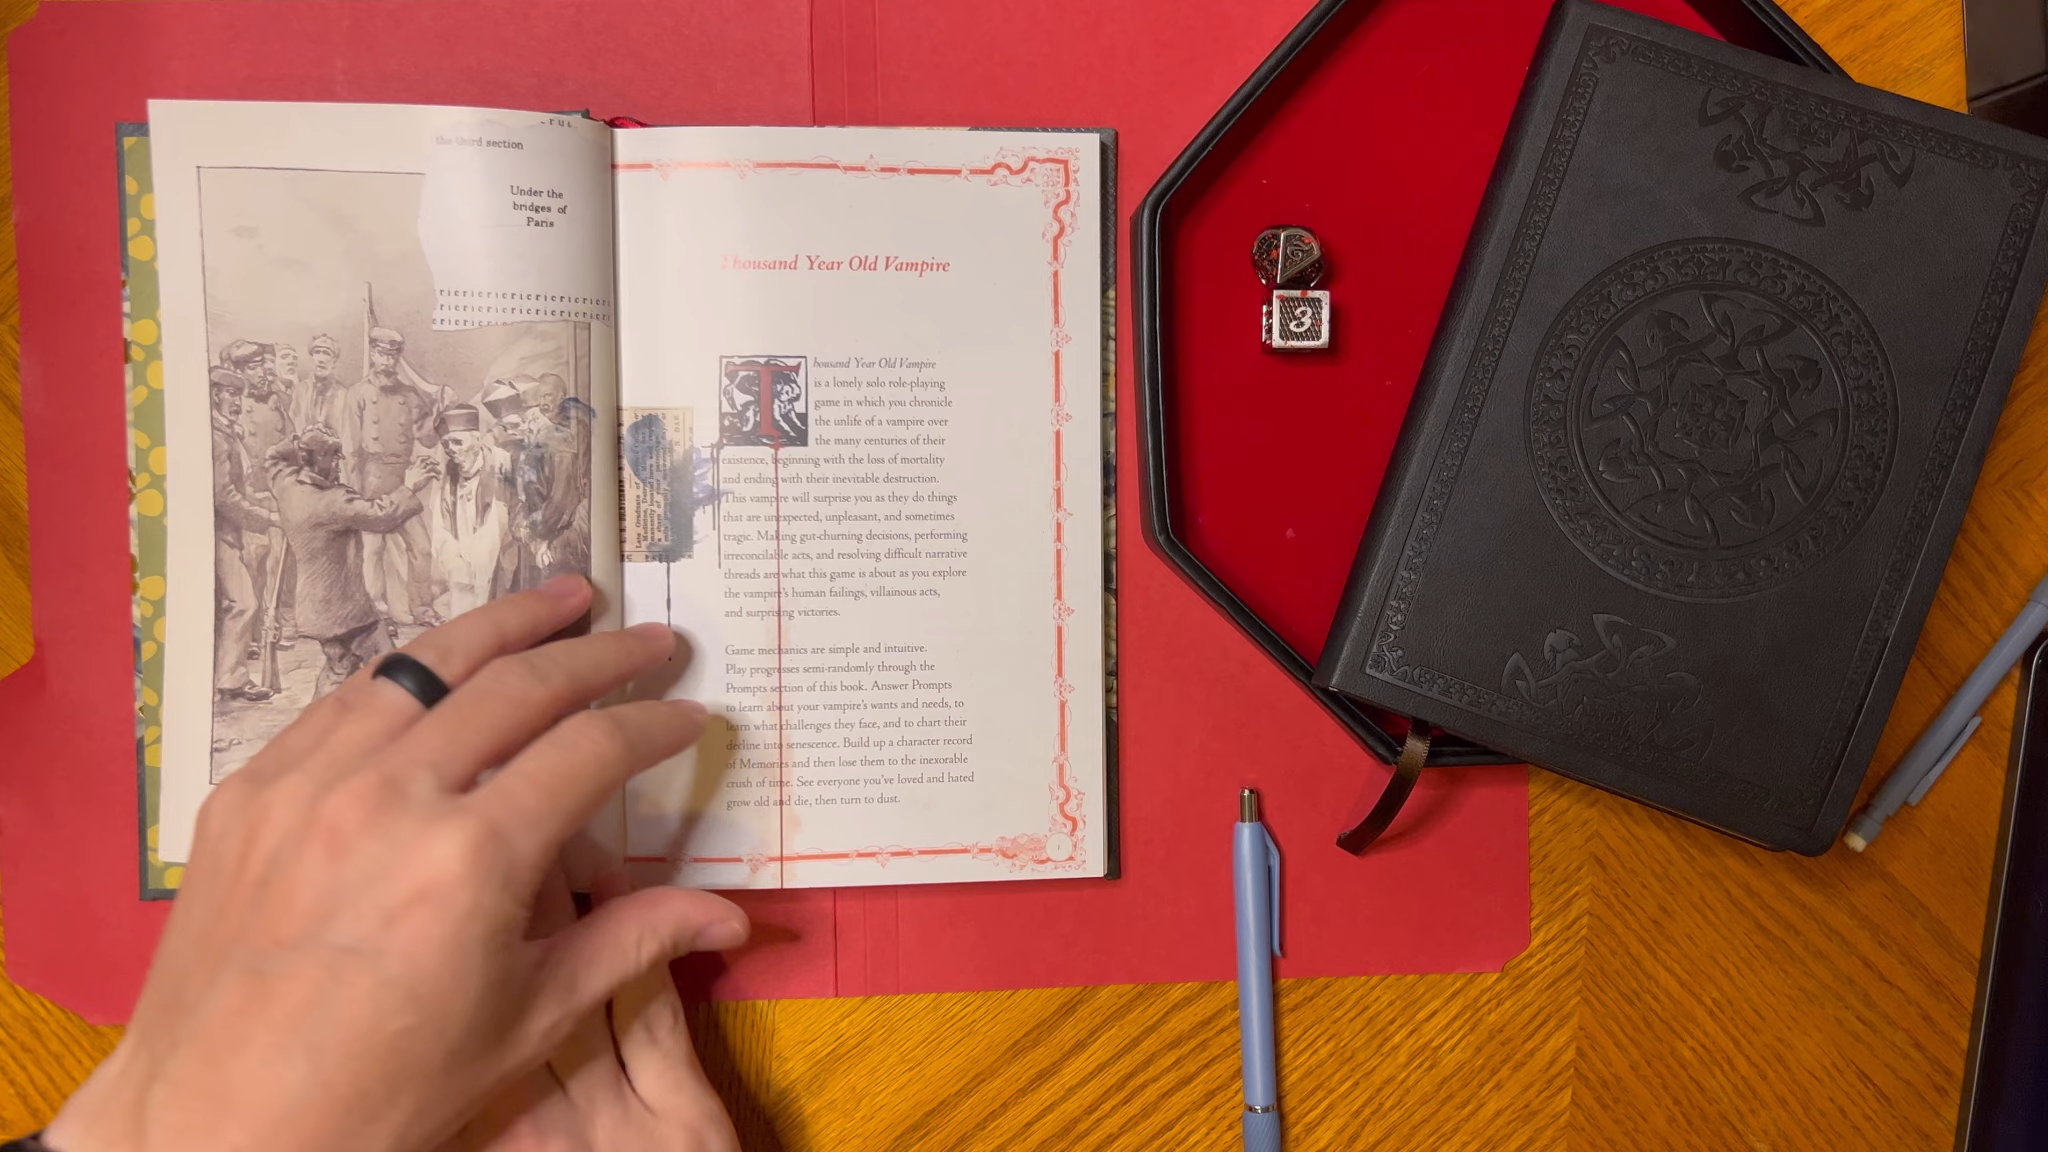 the third section
Under the
bridges of
Paris
Thousand Year Old Vampire
Thousand Year Old Vampire
is a lonely solo role-playing
game in which you chronicle
the unlife of a vampire over
the many centuries of their
existence, beginning with the loss of mortality
and ending with their inevitable destruction.
This vampire will surprise you as they do things
that are unexpected, unpleasant, and sometimes
tragic. Making gut-churning decisions, performing
irreconcilable acts, and resolving difficult narrative
threads are what this game is about as you explore
the vampire's human failings, villainous acts,
and surprising victories.
Game mechanics are simple and intuitive.
Play progresses semi-randomly through the
Prompts section of this book. Answer Prompts
to learn about your vampire's wants and needs, to
learn what challenges they face, and to chart their
decline into senescence. Build up a character record
of Memories and then lose them to the inexorable
crush of time. See everyone you've loved and hated
grow old and die, then turn to dust.
3